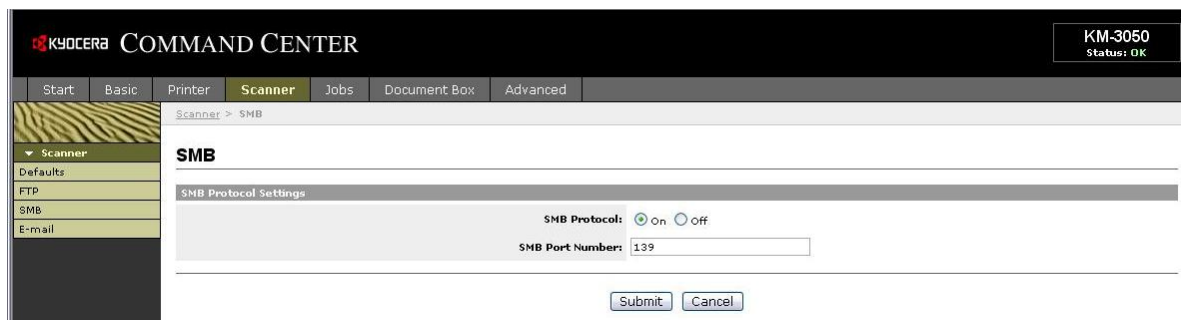 KYOCERA COMMAND CENTER
KM-3050
Status: OK
Start Basic Printer Scanner Jobs Document Box Advanced
Scanner > SMB
Scanner
Defaults
FTP
SMB
E-mail
SMB
SMB Protocol Settings
SMB Protocol: On Off
SMB Port Number: 139
Submit Cancel